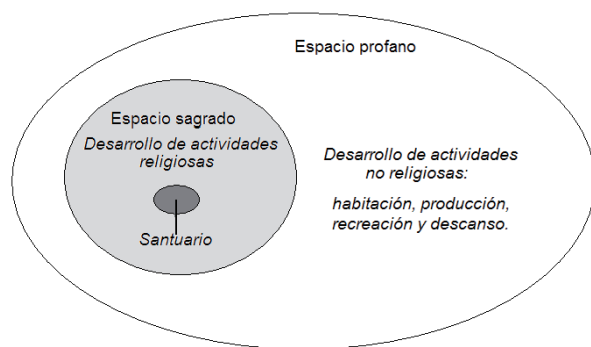 Espacio profano
Espacio sagrado
Desarrollo de actividades
religiosas
Santuario
Desarrollo de actividades
no religiosas:
habitación, producción,
recreación y descanso.